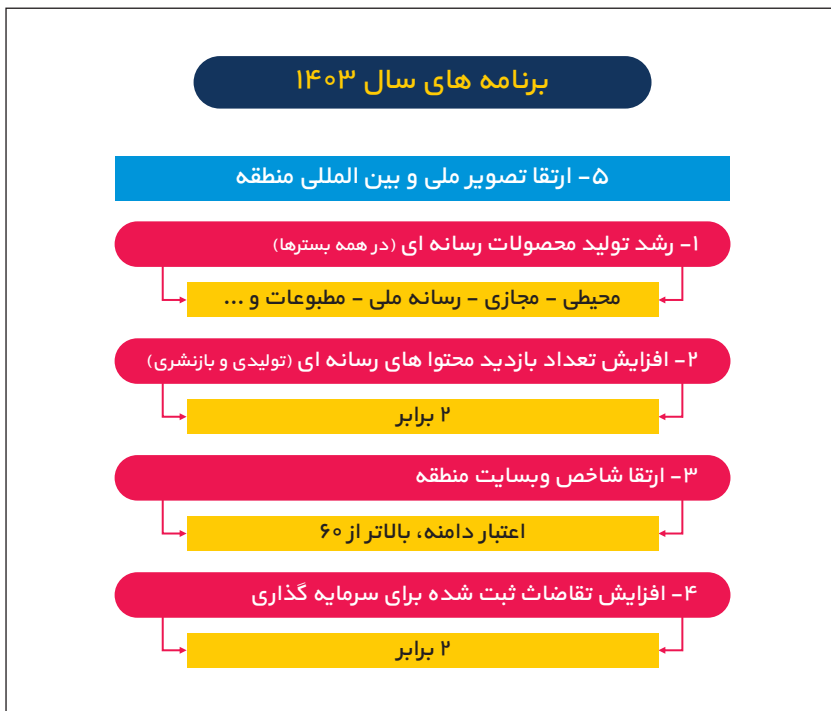 برنامه های سال ۱۴۰۳
۵- ارتقا تصویر ملی و بین المللی منطقه
۱- رشد تولید محصولات رسانه ای (در همه بسترها)
محیطی - مجازی - رسانه ملی - مطبوعات و ...
۲- افزایش تعداد بازدید محتوا های رسانه ای (تولیدی و بازنشری)
۲ برابر
۳- ارتقا شاخص وبسایت منطقه
اعتبار دامنه، بالاتر از ۶۰
۴- افزایش تقاضاث ثبت شده برای سرمایه گذاری
۲ برابر